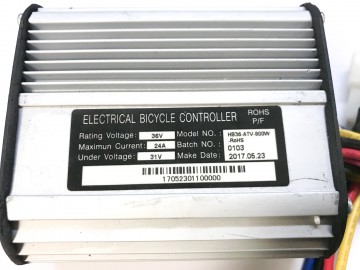 ELECTRICAL BICYCLE CONTROLLER ROHS P/F
Rating Voltage: 36V Model NO. : HB36-ATV-800W -RoHS
Maximun Current: 24A Batch NO. : 0103
Under Voltage: 31V Make Date: 2017.05.23
17052301100000